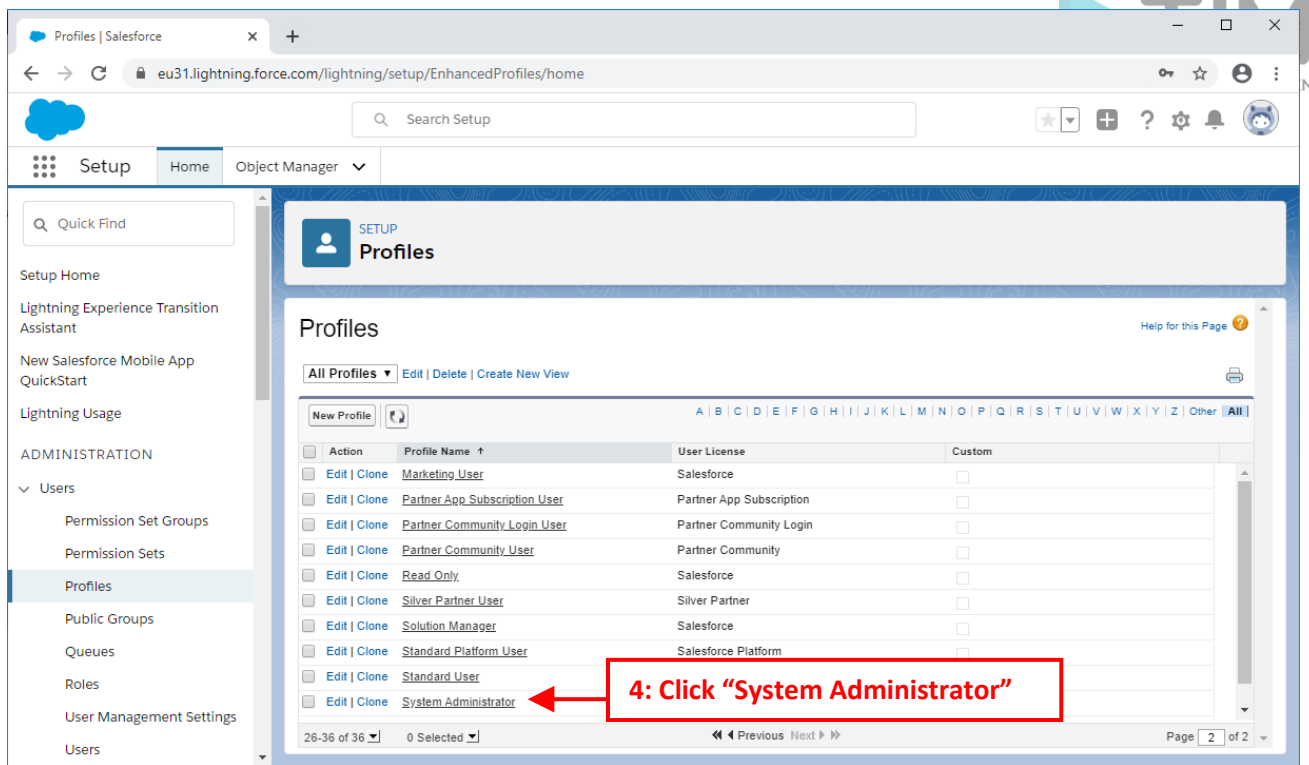 Profiles | Salesforce
eu31.lightning.force.com/lightning/setup/EnhancedProfiles/home
Search Setup
Setup Home Object Manager
Quick Find
Setup Home
Lightning Experience Transition
Assistant
New Salesforce Mobile App
QuickStart
Lightning Usage
ADMINISTRATION
Users
Permission Set Groups
Permission Sets
Profiles
Public Groups
Queues
Roles
User Management Settings
Users
SETUP
Profiles
Profiles
Help for this Page
All Profiles Edit | Delete | Create New View
New Profile A | B | C | D | E | F | G | H | I | J | K | L | M | N | O | P | Q | R | S | T | U | V | W | X | Y | Z | Other | All |
Action Profile Name ↑ User License Custom
Edit | Clone Marketing User Salesforce
Edit | Clone Partner App Subscription User Partner App Subscription
Edit | Clone Partner Community Login User Partner Community Login
Edit | Clone Partner Community User Partner Community
Edit | Clone Read Only Salesforce
Edit | Clone Silver Partner User Silver Partner
Edit | Clone Solution Manager Salesforce
Edit | Clone Standard Platform User Salesforce Platform
Edit | Clone Standard User
Edit | Clone System Administrator
4: Click “System Administrator”
26-36 of 36 0 Selected Previous Next Page 2 of 2